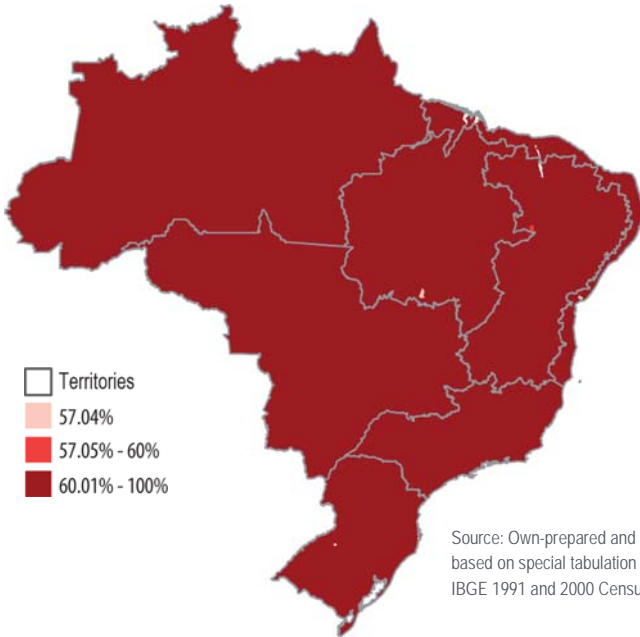 Territories
57.04%
57.05% - 60%
60.01% - 100%
Source: Own-prepared and
based on special tabulation
IBGE 1991 and 2000 Censu